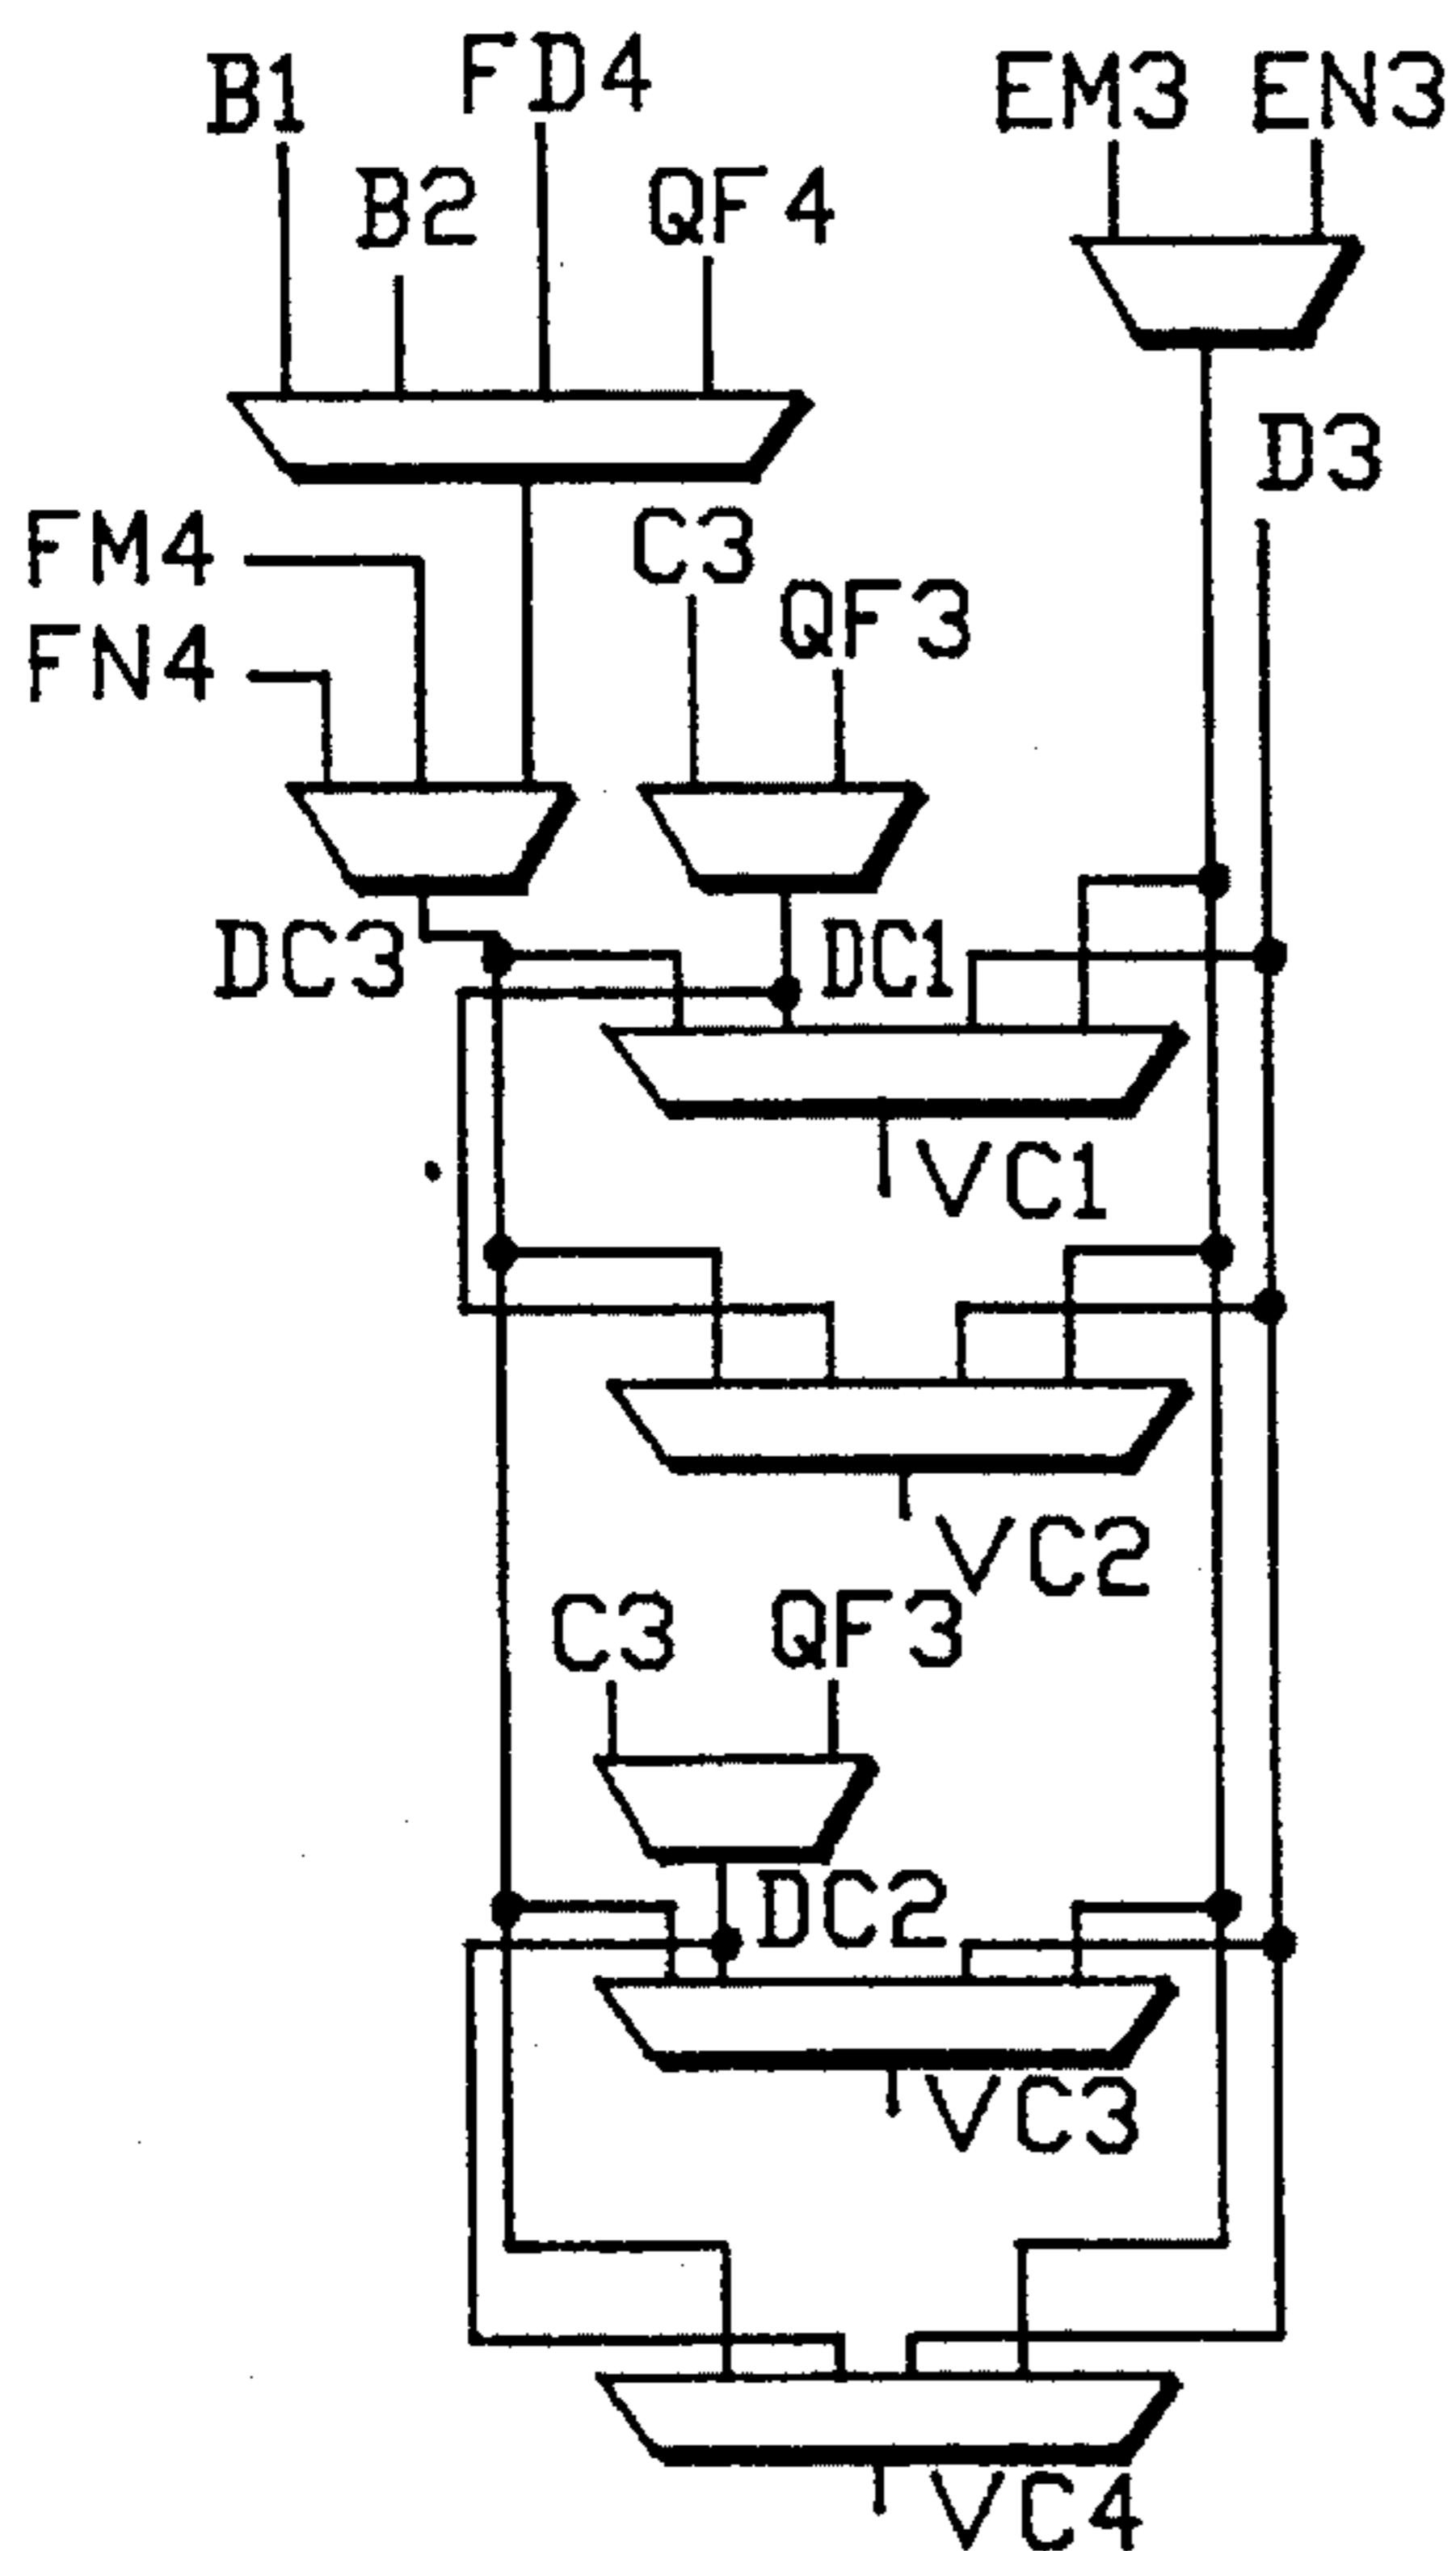 B1 FD4 EM3 EN3
B2 QF4
D3
FM4 C3
QF3
FN4
DC3 DC1
VC1
VC2
C3 QF3
DC2
VC3
VC4